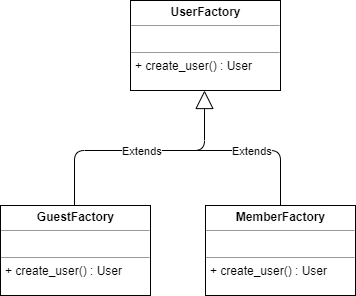 UserFactory
+ create_user() : User
Extends
Extends
GuestFactory
+ create_user() : User
MemberFactory
+ create_user() : User